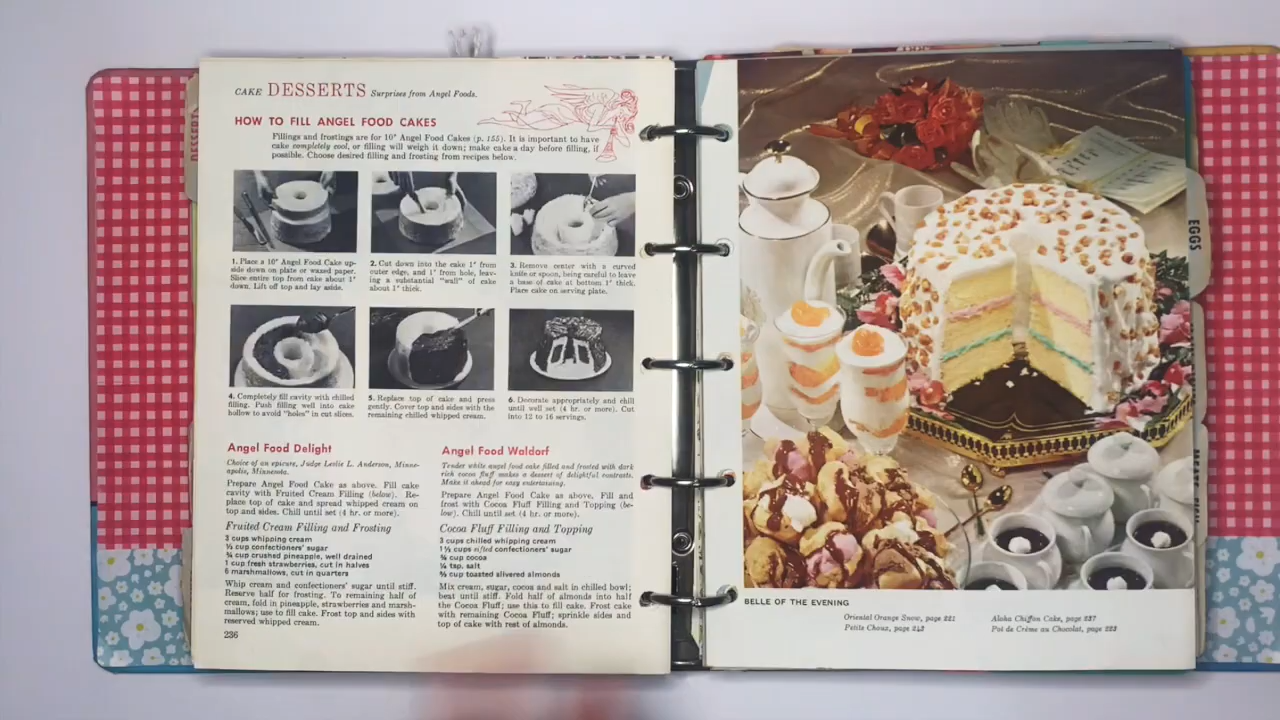 CAKE DESSERTS Surprises from Angel Foods.
HOW TO FILL ANGEL FOOD CAKES
Fillings and frostings are for 10" Angel Food Cakes (p. 155). It is important to have
cake completely cool, or filling will weigh it down; make cake a day before filling, if
possible. Choose desired filling and frosting from recipes below.
1. Place a 10" Angel Food Cake up-
side down on plate or waxed paper.
Slice entire top from cake about 1"
down. Lift off top and lay aside.
2. Cut down into the cake 1" from
outer edge, and 1" from hole, leav-
ing a substantial "wall" of cake
about 1" thick.
3. Remove center with a curved
knife or spoon, being careful to leave
a base of cake at bottom 1" thick.
Place cake on serving plate.
4. Completely fill cavity with chilled
filling. Push filling well into cake
hollow to avoid "holes" in cut slices.
5. Replace top of cake and press
gently. Cover top and sides with the
remaining chilled whipped cream.
6. Decorate appropriately and chill
until well set (4 hr. or more). Cut
into 12 to 16 servings.
Angel Food Delight
Choice of an epicure, Judge Leslie L. Anderson, Minne-
apolis, Minnesota.
Prepare Angel Food Cake as above. Fill cake
cavity with Fruited Cream Filling (below). Re-
place top of cake and spread whipped cream on
top and sides. Chill until set (4 hr. or more).
Fruited Cream Filling and Frosting
3 cups whipping cream
½ cup confectioners' sugar
¾ cup crushed pineapple, well drained
1 cup fresh strawberries, cut in halves
6 marshmallows, cut in quarters
Whip cream and confectioners' sugar until stiff.
Reserve half for frosting. To remaining half of
cream, fold in pineapple, strawberries and marsh-
mallows; use to fill cake. Frost top and sides with
reserved whipped cream.
236
Angel Food Waldorf
Tender white angel food cake filled and frosted with dark
rich cocoa fluff makes a dessert of delightful contrasts.
Make it ahead for easy entertaining.
Prepare Angel Food Cake as above. Fill and
frost with Cocoa Fluff Filling and Topping (be-
low). Chill until set (4 hr. or more).
Cocoa Fluff Filling and Topping
3 cups chilled whipping cream
1½ cups sifted confectioners' sugar
¾ cup cocoa
¼ tsp. salt
⅔ cup toasted slivered almonds
Mix cream, sugar, cocoa and salt in chilled bowl;
beat until stiff. Fold half of almonds into half
the Cocoa Fluff; use this to fill cake. Frost cake
with remaining Cocoa Fluff; sprinkle sides and
top of cake with rest of almonds.
DESSERTS
EGGS
BELLE OF THE EVENING
Oriental Orange Snow, page 221
Petits Choux, page 243
Aloha Chiffon Cake, page 237
Pot de Crème au Chocolat, page 223